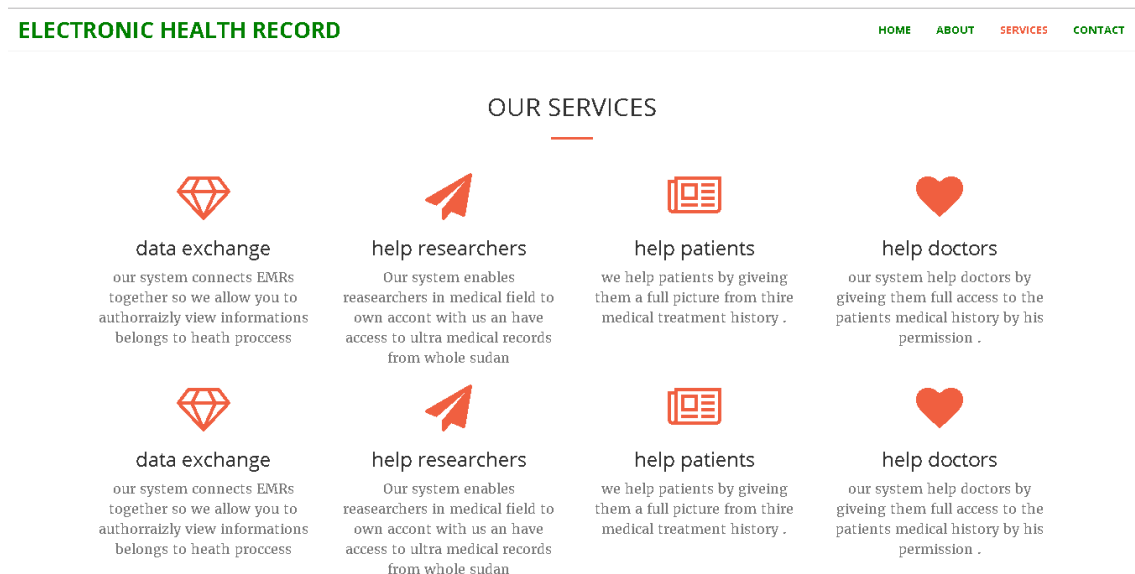 ELECTRONIC HEALTH RECORD
HOME ABOUT SERVICES CONTACT
OUR SERVICES
data exchange
our system connects EMRs
together so we allow you to
authorraizly view informations
belongs to heath proccess
help researchers
Our system enables
reasearchers in medical field to
own accont with us an have
access to ultra medical records
from whole sudan
help patients
we help patients by giveing
them a full picture from thire
medical treatment history .
help doctors
our system help doctors by
giveing them full access to the
patients medical history by his
permission .
data exchange
our system connects EMRs
together so we allow you to
authorraizly view informations
belongs to heath proccess
help researchers
Our system enables
reasearchers in medical field to
own accont with us an have
access to ultra medical records
from whole sudan
help patients
we help patients by giveing
them a full picture from thire
medical treatment history .
help doctors
our system help doctors by
giveing them full access to the
patients medical history by his
permission .